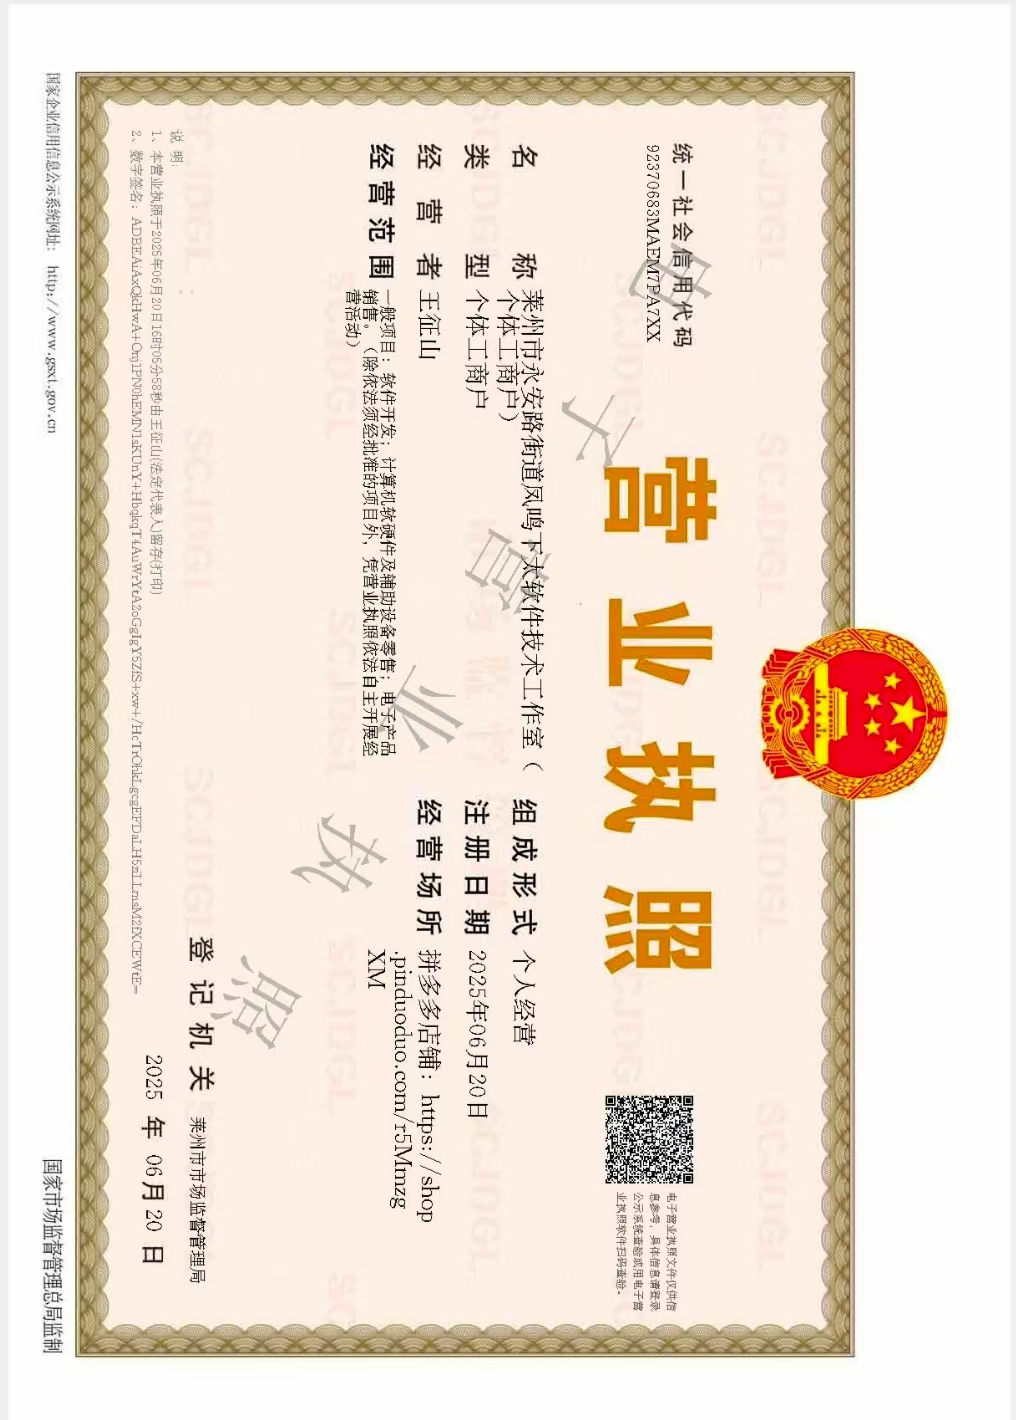 营业执照
统一社会信用代码
92370683MAEM7PA7XX
电子营业执照文件仅供信
息参考，具体信息请登录
公示系统查验或用电子营
业执照软件扫码查验。
名称 莱州市永安路街道凤鸣下太软件技术工作室（
个体工商户）
类型 个体工商户
经营者 王征山
经营范围 一般项目：软件开发；计算机软硬件及辅助设备零售；电子产品
销售。（除依法须经批准的项目外，凭营业执照依法自主开展经
营活动）
组成形式 个人经营
注册日期 2025年06月20日
经营场所 拼多多店铺：https://shop
.pinduoduo.com/r5Mmzg
XM
电子营业执照
登记机关 莱州市市场监督管理局
2025 年 06月 20 日
说明:
1、本营业执照于2025年06月20日16时05分58秒由王征山(法定代表人)留存(打印)
2、数字签名:
国家企业信用信息公示系统网址: http://www.gsxt.gov.cn
国家市场监督管理总局监制